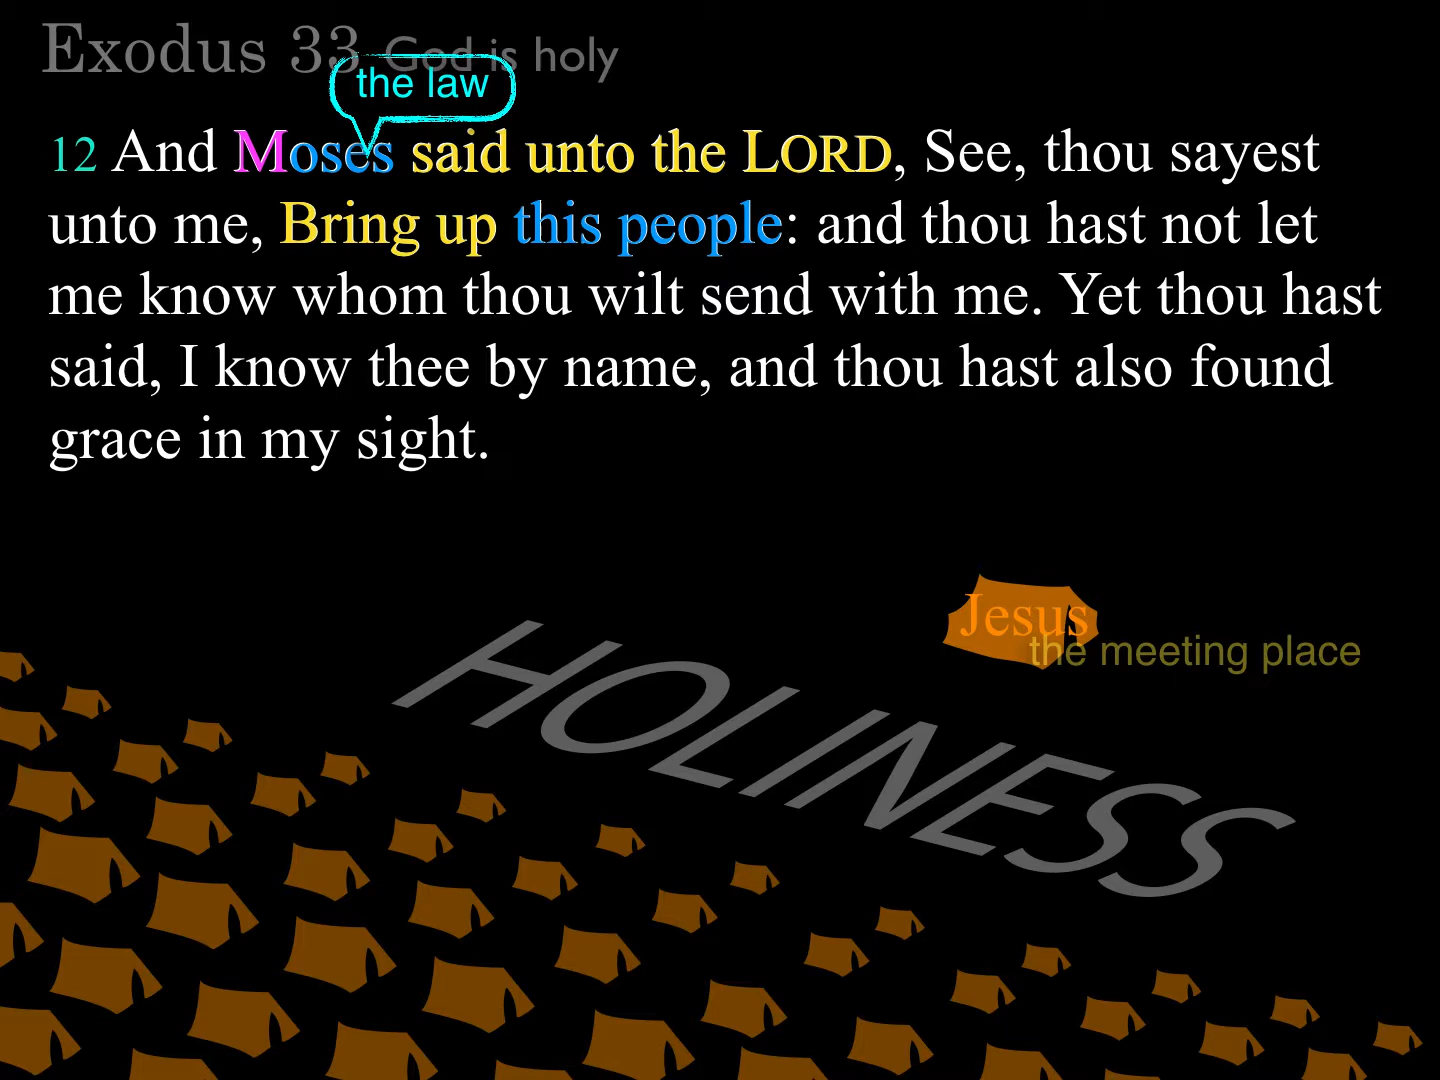 Exodus 33 God is holy
the law
12 And Moses said unto the LORD, See, thou sayest
unto me, Bring up this people: and thou hast not let
me know whom thou wilt send with me. Yet thou hast
said, I know thee by name, and thou hast also found
grace in my sight.
Jesus
the meeting place
HOLINESS